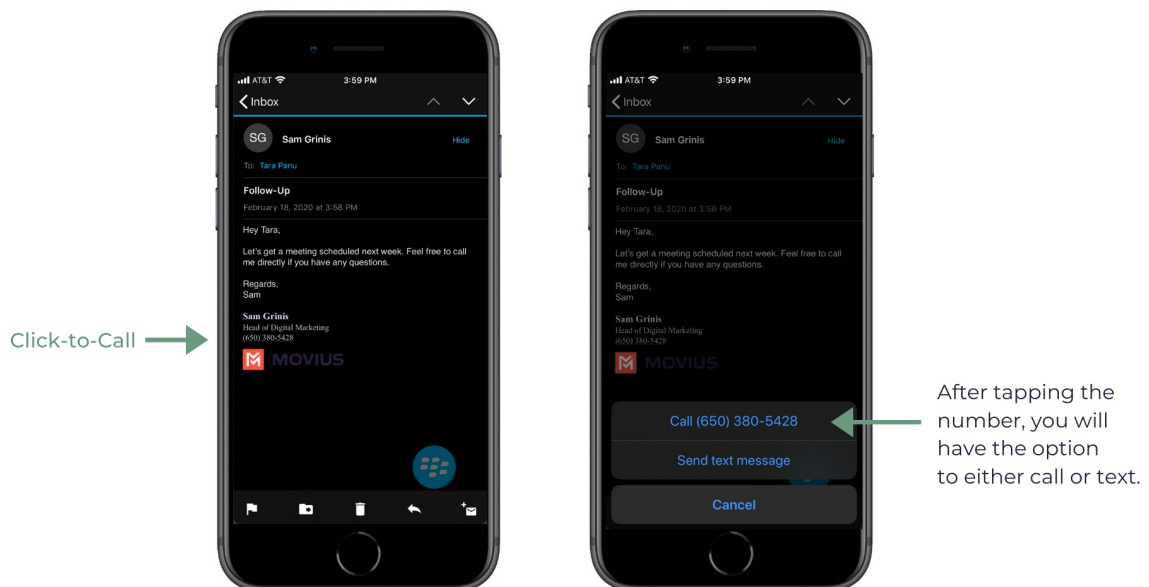 AT&T 3:59 PM
Inbox
SG Sam Grinis Hide
To: Tara Panu
Follow-Up
February 18, 2020 at 3:58 PM
Hey Tara,
Let's get a meeting scheduled next week. Feel free to call
me directly if you have any questions.
Regards,
Sam
Sam Grinis
Head of Digital Marketing
(650) 380-5428
MOVIUS
Click-to-Call
AT&T 3:59 PM
Inbox
SG Sam Grinis Hide
To: Tara Panu
Follow-Up
February 18, 2020 at 3:58 PM
Hey Tara,
Let's get a meeting scheduled next week. Feel free to call
me directly if you have any questions.
Regards,
Sam
Sam Grinis
Head of Digital Marketing
(650) 380-5428
MOVIUS
Call (650) 380-5428
Send text message
Cancel
After tapping the
number, you will
have the option
to either call or text.